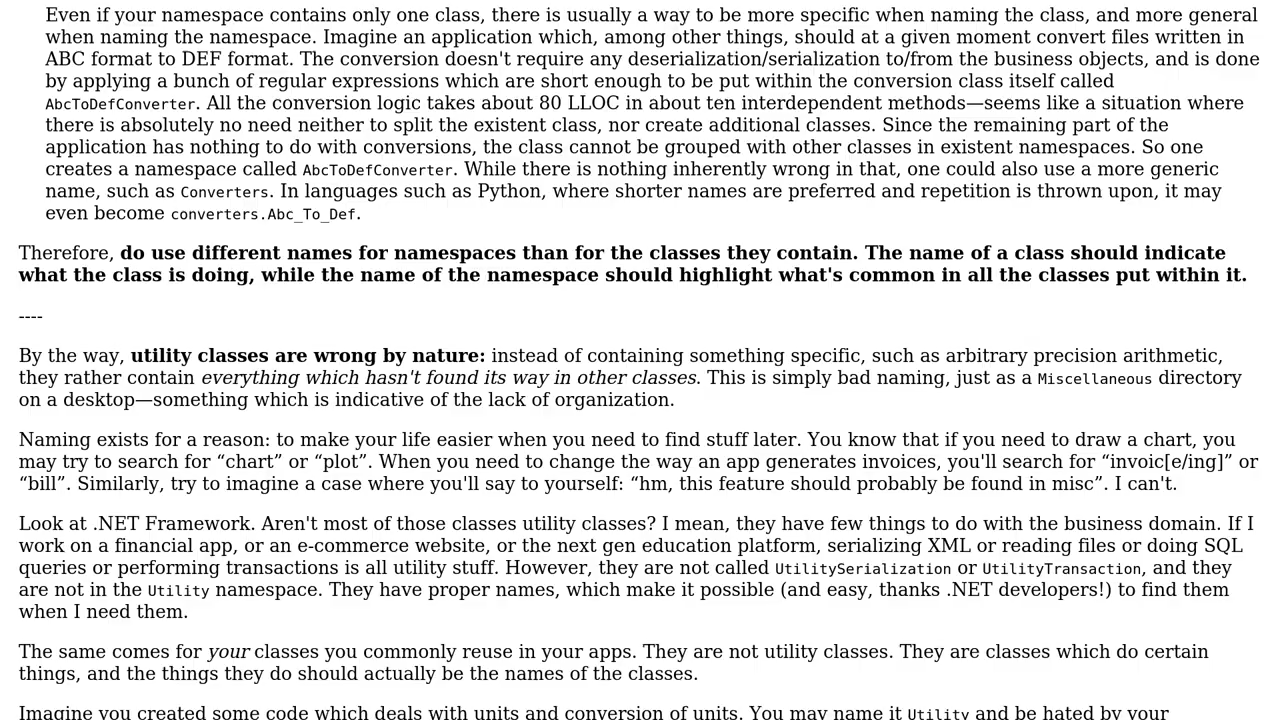 Even if your namespace contains only one class, there is usually a way to be more specific when naming the class, and more general
when naming the namespace. Imagine an application which, among other things, should at a given moment convert files written in
ABC format to DEF format. The conversion doesn't require any deserialization/serialization to/from the business objects, and is done
by applying a bunch of regular expressions which are short enough to be put within the conversion class itself called
AbcToDefConverter. All the conversion logic takes about 80 LLOC in about ten interdependent methods—seems like a situation where
there is absolutely no need neither to split the existent class, nor create additional classes. Since the remaining part of the
application has nothing to do with conversions, the class cannot be grouped with other classes in existent namespaces. So one
creates a namespace called AbcToDefConverter. While there is nothing inherently wrong in that, one could also use a more generic
name, such as Converters. In languages such as Python, where shorter names are preferred and repetition is thrown upon, it may
even become converters.Abc_To_Def.
Therefore, do use different names for namespaces than for the classes they contain. The name of a class should indicate
what the class is doing, while the name of the namespace should highlight what's common in all the classes put within it.
----
By the way, utility classes are wrong by nature: instead of containing something specific, such as arbitrary precision arithmetic,
they rather contain everything which hasn't found its way in other classes. This is simply bad naming, just as a Miscellaneous directory
on a desktop—something which is indicative of the lack of organization.
Naming exists for a reason: to make your life easier when you need to find stuff later. You know that if you need to draw a chart, you
may try to search for “chart” or “plot”. When you need to change the way an app generates invoices, you'll search for “invoic[e/ing]” or
“bill”. Similarly, try to imagine a case where you'll say to yourself: “hm, this feature should probably be found in misc”. I can't.
Look at .NET Framework. Aren't most of those classes utility classes? I mean, they have few things to do with the business domain. If I
work on a financial app, or an e-commerce website, or the next gen education platform, serializing XML or reading files or doing SQL
queries or performing transactions is all utility stuff. However, they are not called UtilitySerialization or UtilityTransaction, and they
are not in the Utility namespace. They have proper names, which make it possible (and easy, thanks .NET developers!) to find them
when I need them.
The same comes for your classes you commonly reuse in your apps. They are not utility classes. They are classes which do certain
things, and the things they do should actually be the names of the classes.
Imagine you created some code which deals with units and conversion of units. You may name it Utility and be hated by your